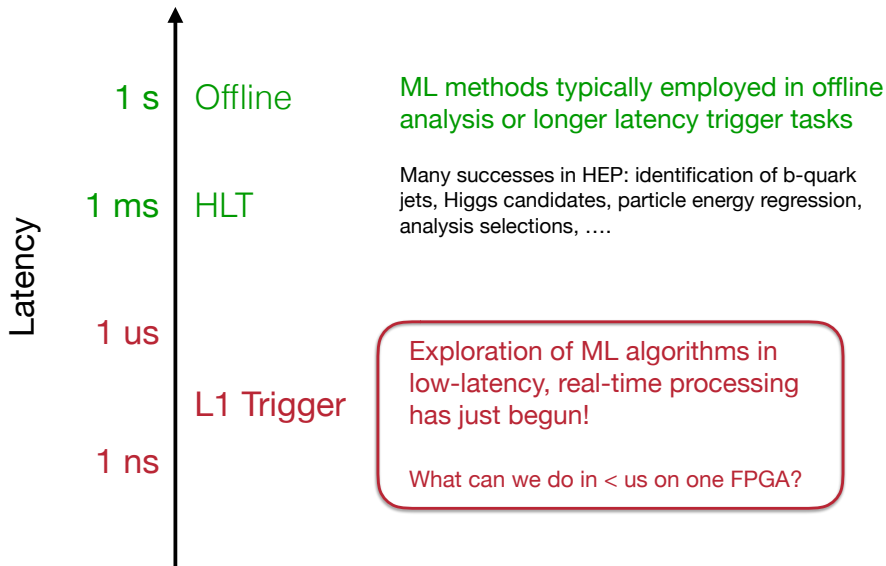 Latency
1 s
Offline
ML methods typically employed in offline
analysis or longer latency trigger tasks
Many successes in HEP: identification of b-quark
jets, Higgs candidates, particle energy regression,
analysis selections, ....
1 ms
HLT
1 us
L1 Trigger
1 ns
Exploration of ML algorithms in
low-latency, real-time processing
has just begun!
What can we do in < us on one FPGA?